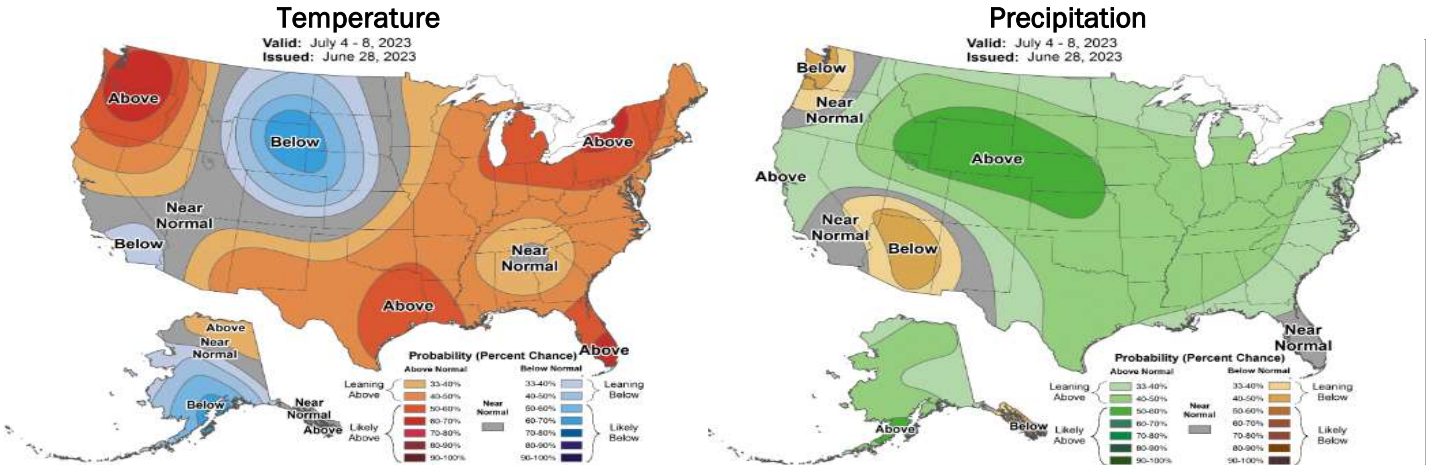 Temperature
Valid: July 4 - 8, 2023
Issued: June 28, 2023
Above
Below
Above
Near
Normal
Below
Near
Normal
Above
Above
Above
Near
Normal
Below
Near
Normal
Above
Probability (Percent Chance)
Above Normal
Below Normal
Leaning
Above
33-40%
40-50%
50-60%
60-70%
70-80%
80-90%
90-100%
Likely
Above
Near
Normal
33-40%
40-50%
50-60%
60-70%
70-80%
80-90%
90-100%
Leaning
Below
Likely
Below
Precipitation
Valid: July 4 - 8, 2023
Issued: June 28, 2023
Below
Near
Normal
Above
Above
Near
Normal
Below
Near
Normal
Above
Below
Probability (Percent Chance)
Above Normal
Below Normal
Leaning
Above
33-40%
40-50%
50-60%
60-70%
70-80%
80-90%
90-100%
Likely
Above
Near
Normal
33-40%
40-50%
50-60%
60-70%
70-80%
80-90%
90-100%
Leaning
Below
Likely
Below